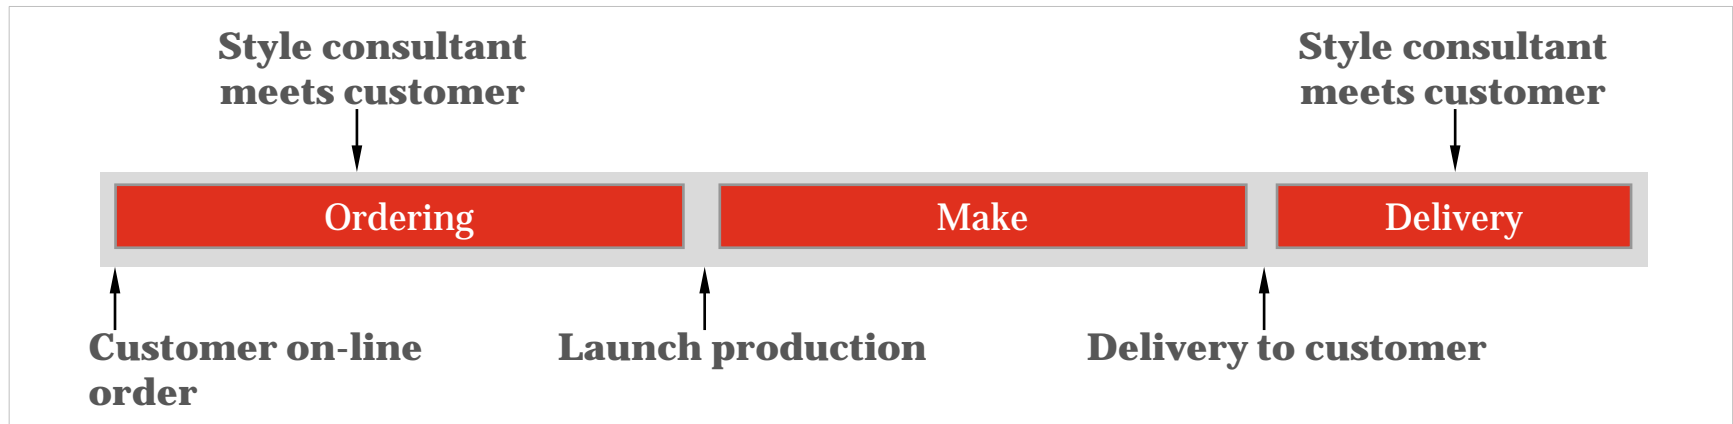 Style consultant
meets customer
Style consultant
meets customer
Ordering
Make
Delivery
Customer on-line
order
Launch production
Delivery to customer